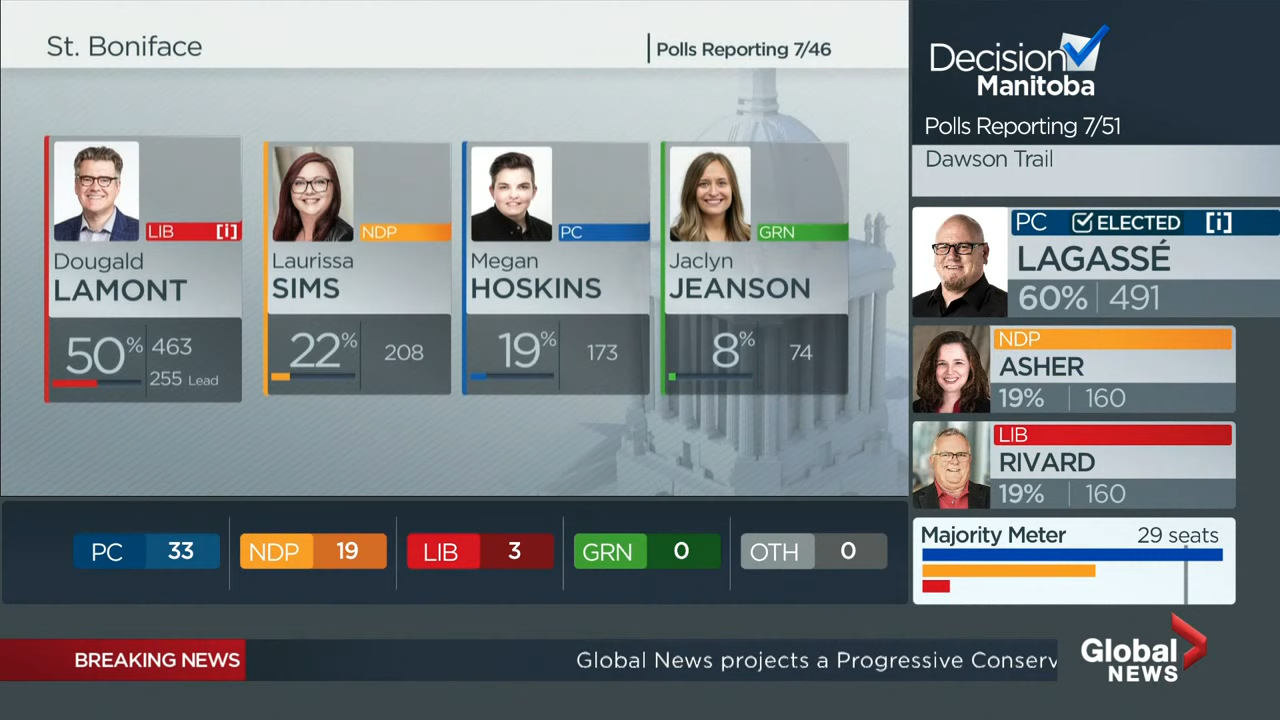 St. Boniface
Polls Reporting 7/46
LIB [i]
Dougald
LAMONT
50% 463
255 Lead
NDP
Laurissa
SIMS
22% 208
PC
Megan
HOSKINS
19% 173
GRN
Jaclyn
JEANSON
8% 74
Decision
Manitoba
Polls Reporting 7/51
Dawson Trail
PC ELECTED [i]
LAGASSÉ
60% 491
NDP
ASHER
19% 160
LIB
RIVARD
19% 160
Majority Meter 29 seats
PC 33 NDP 19 LIB 3 GRN 0 OTH 0
BREAKING NEWS Global News projects a Progressive Conserv
Global
NEWS